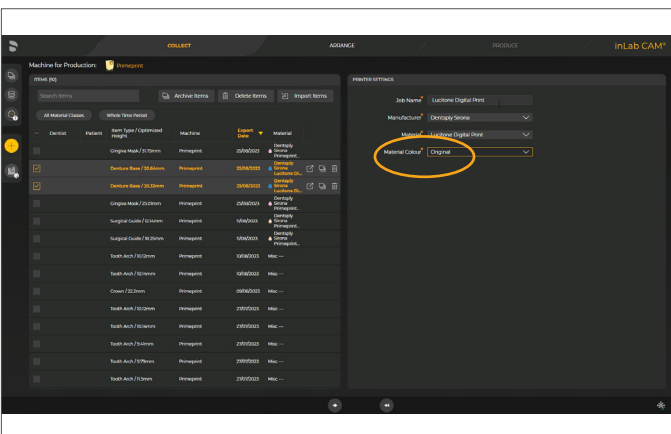 COLLECT
ARRANGE
PRODUCE
inLab CAM®
Machine for Production: Primeprint
ITEMS (92)
Search Items
Archive Items
Delete Items
Import Items
All Material Classes
Whole Time Period
Dentist
Patient
Item Type / Optimized Height
Machine
Export Date
Material
Gingiva Mask / 31.75mm Primeprint 25/08/2023 Dentsply Sirona Primeprint...
Denture Base / 20.64mm Primeprint 25/08/2023 Dentsply Sirona Lucitone Di...
Denture Base / 20.33mm Primeprint 25/08/2023 Dentsply Sirona Lucitone Di...
Gingiva Mask / 25.01mm Primeprint 25/08/2023 Dentsply Sirona Primeprint...
Surgical Guide / 12.14mm Primeprint 11/08/2023 Dentsply Sirona Primeprint...
Surgical Guide / 18.25mm Primeprint 11/08/2023 Dentsply Sirona Primeprint...
Tooth Arch / 10.12mm Primeprint 10/08/2023 Misc ---
Tooth Arch / 10.14mm Primeprint 10/08/2023 Misc ---
Crown / 22.2mm Primeprint 09/08/2023 Misc ---
Tooth Arch / 10.12mm Primeprint 27/07/2023 Misc ---
Tooth Arch / 10.14mm Primeprint 27/07/2023 Misc ---
Tooth Arch / 9.41mm Primeprint 27/07/2023 Misc ---
Tooth Arch / 9.79mm Primeprint 27/07/2023 Misc ---
Tooth Arch / 11.5mm Primeprint 27/07/2023 Misc ---
PRINTER SETTINGS
Job Name* Lucitone Digital Print
Manufacturer* Dentsply Sirona
Material* Lucitone Digital Print
Material Colour* Original